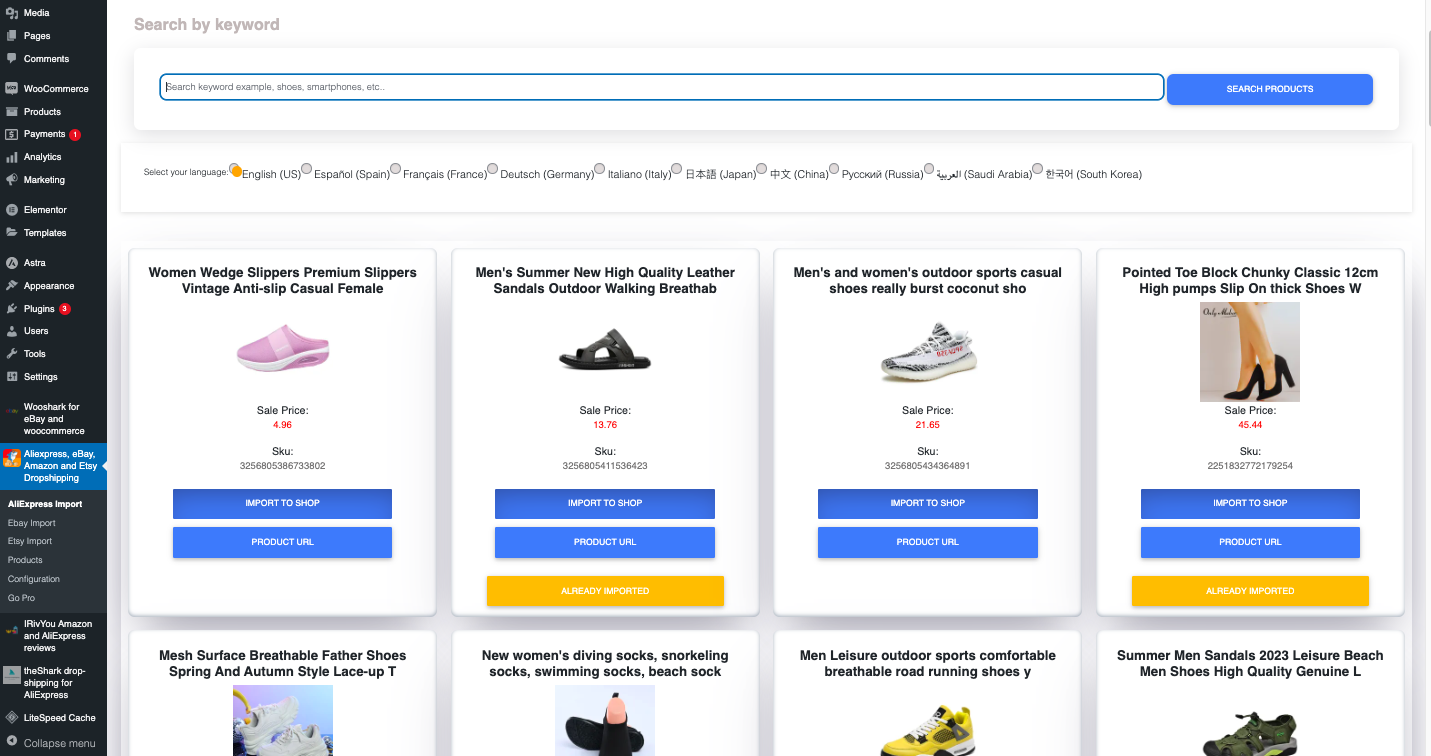 Media
Pages
Comments
WooCommerce
Products
Payments 1
Analytics
Marketing
Elementor
Templates
Astra
Appearance
Plugins 3
Users
Tools
Settings
Wooshark for
eBay and
woocommerce
Aliexpress, eBay,
Amazon and Etsy
Dropshipping
AliExpress Import
Ebay Import
Etsy Import
Products
Configuration
Go Pro
IRivYou Amazon
and AliExpress
reviews
theShark drop-
shipping for
AliExpress
LiteSpeed Cache
Collapse menu
Search by keyword
Search keyword example, shoes, smartphones, etc..
SEARCH PRODUCTS
Select your language: English (US) Español (Spain) Français (France) Deutsch (Germany) Italiano (Italy) 日本語 (Japan) 中文 (China) Русский (Russia) العربية (Saudi Arabia) 한국어 (South Korea)
Women Wedge Slippers Premium Slippers
Vintage Anti-slip Casual Female
Sale Price:
4.96
Sku:
3256805386733802
IMPORT TO SHOP
PRODUCT URL
Men's Summer New High Quality Leather
Sandals Outdoor Walking Breathab
Sale Price:
13.76
Sku:
3256805411536423
IMPORT TO SHOP
PRODUCT URL
ALREADY IMPORTED
Men's and women's outdoor sports casual
shoes really burst coconut sho
Sale Price:
21.65
Sku:
3256805434364891
IMPORT TO SHOP
PRODUCT URL
Pointed Toe Block Chunky Classic 12cm
High pumps Slip On thick Shoes W
Only Maker
Sale Price:
45.44
Sku:
2251832772179254
IMPORT TO SHOP
PRODUCT URL
ALREADY IMPORTED
Mesh Surface Breathable Father Shoes
Spring And Autumn Style Lace-up T
New women's diving socks, snorkeling
socks, swimming socks, beach sock
Men Leisure outdoor sports comfortable
breathable road running shoes y
Summer Men Sandals 2023 Leisure Beach
Men Shoes High Quality Genuine L